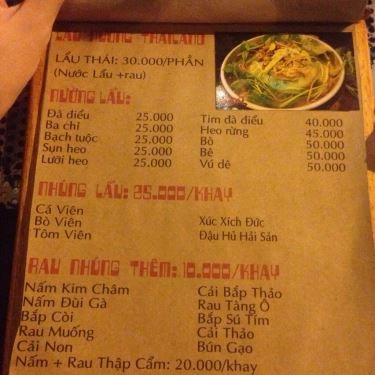 LẨU NƯỚNG THAILAND
LẨU THÁI: 30.000/PHẦN
(Nước Lẩu +rau)
NƯỚNG LẨU:
Đà điểu 25.000
Ba chỉ 25.000
Bạch tuộc 25.000
Sụn heo 25.000
Lưỡi heo 25.000
Tim đà điểu 40.000
Heo rừng 45.000
Bò 50.000
Bê 50.000
Vú dê 50.000
NHÚNG LẨU: 25.000/KHAY
Cá Viên
Bò Viên
Tôm Viên
Xúc Xích Đức
Đậu Hủ Hải Sản
RAU NHÚNG THÊM: 10.000/KHAY
Nấm Kim Châm
Nấm Đùi Gà
Bắp Còi
Rau Muống
Cải Non
Cải Bắp Thảo
Rau Tàng Ô
Bắp Sú Tím
Cải Thảo
Bún Gạo
Nấm + Rau Thập Cẩm: 20.000/khay